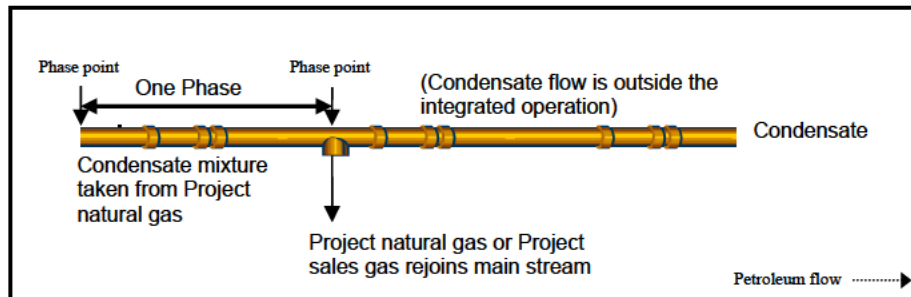 Phase point
Phase point
One Phase
(Condensate flow is outside the
integrated operation)
Condensate
Condensate mixture
taken from Project
natural gas
Project natural gas or Project
sales gas rejoins main stream
Petroleum flow